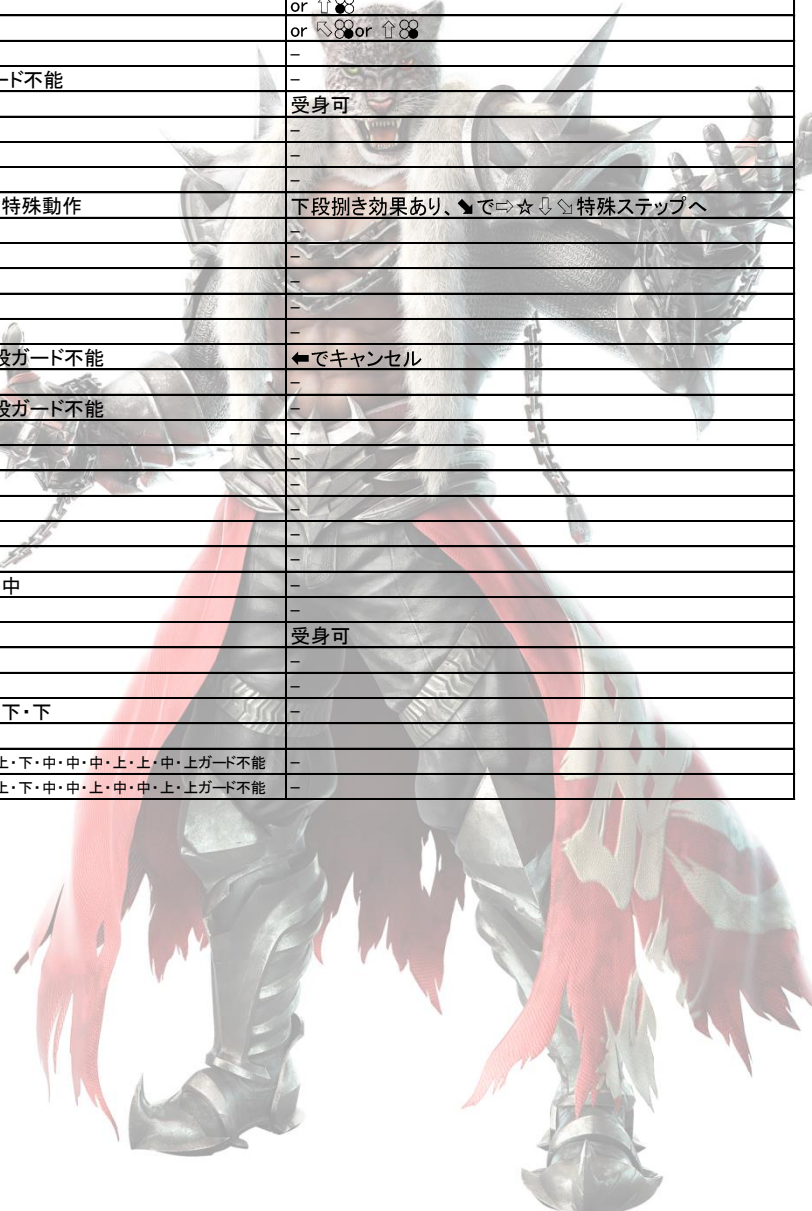 or ⇧
or ⇖ or ⇧
–
ード不能 –
受身可
–
–
–
特殊動作 下段捌き効果あり、⬊で⇨☆⇩⇘特殊ステップへ
–
–
–
–
–
段ガード不能 ⬅でキャンセル
–
段ガード不能 –
–
–
–
–
–
–
中 –
–
受身可
–
–
下・下 –
上・下・中・中・中・上・上・中・上ガード不能 –
上・下・中・中・上・中・中・上・上ガード不能 –